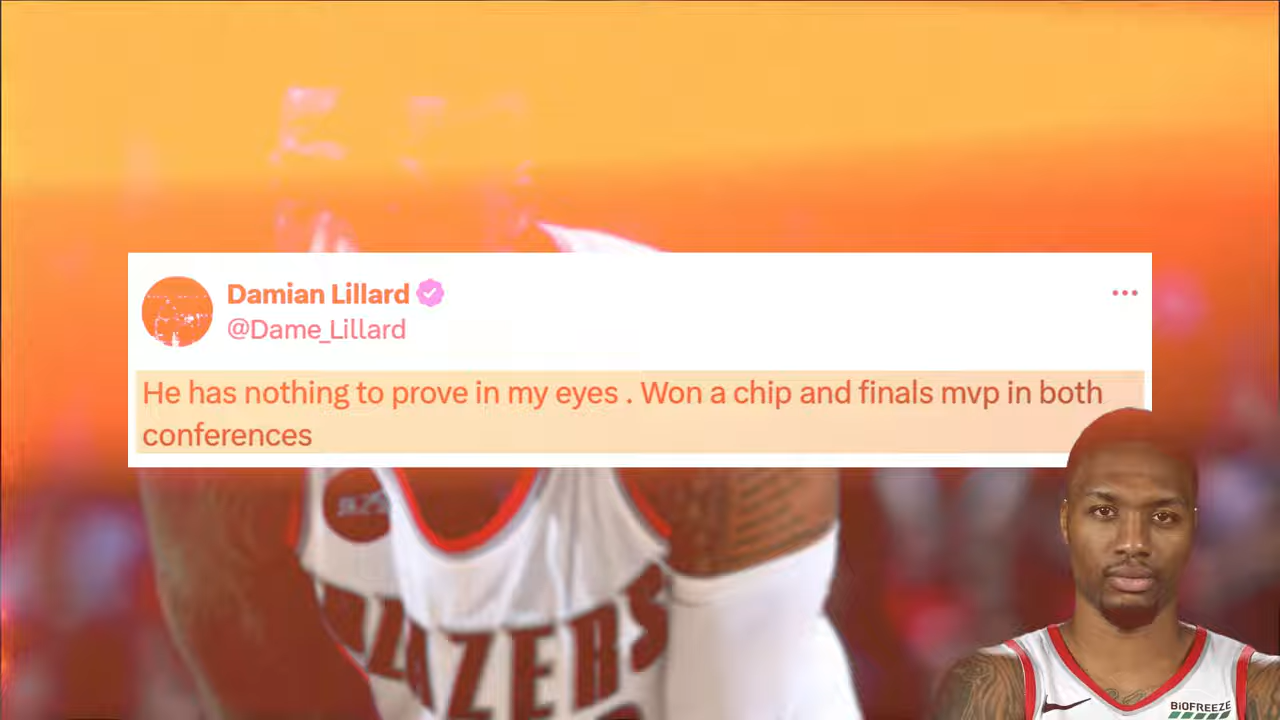 Damian Lillard
@Dame_Lillard
He has nothing to prove in my eyes . Won a chip and finals mvp in both
conferences
BLAZERS
BIOFREEZE